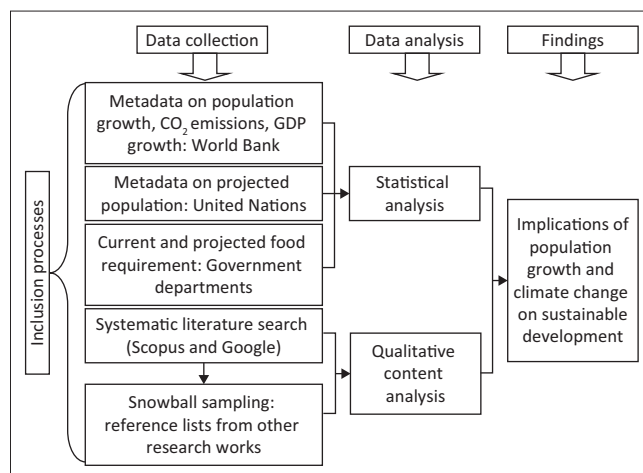 Data collection
Data analysis
Findings
Inclusion processes
Metadata on population
growth, CO₂ emissions, GDP
growth: World Bank
Metadata on projected
population: United Nations
Current and projected food
requirement: Government
departments
Systematic literature search
(Scopus and Google)
Snowball sampling:
reference lists from other
research works
Statistical
analysis
Qualitative
content
analysis
Implications of
population
growth and
climate change
on sustainable
development